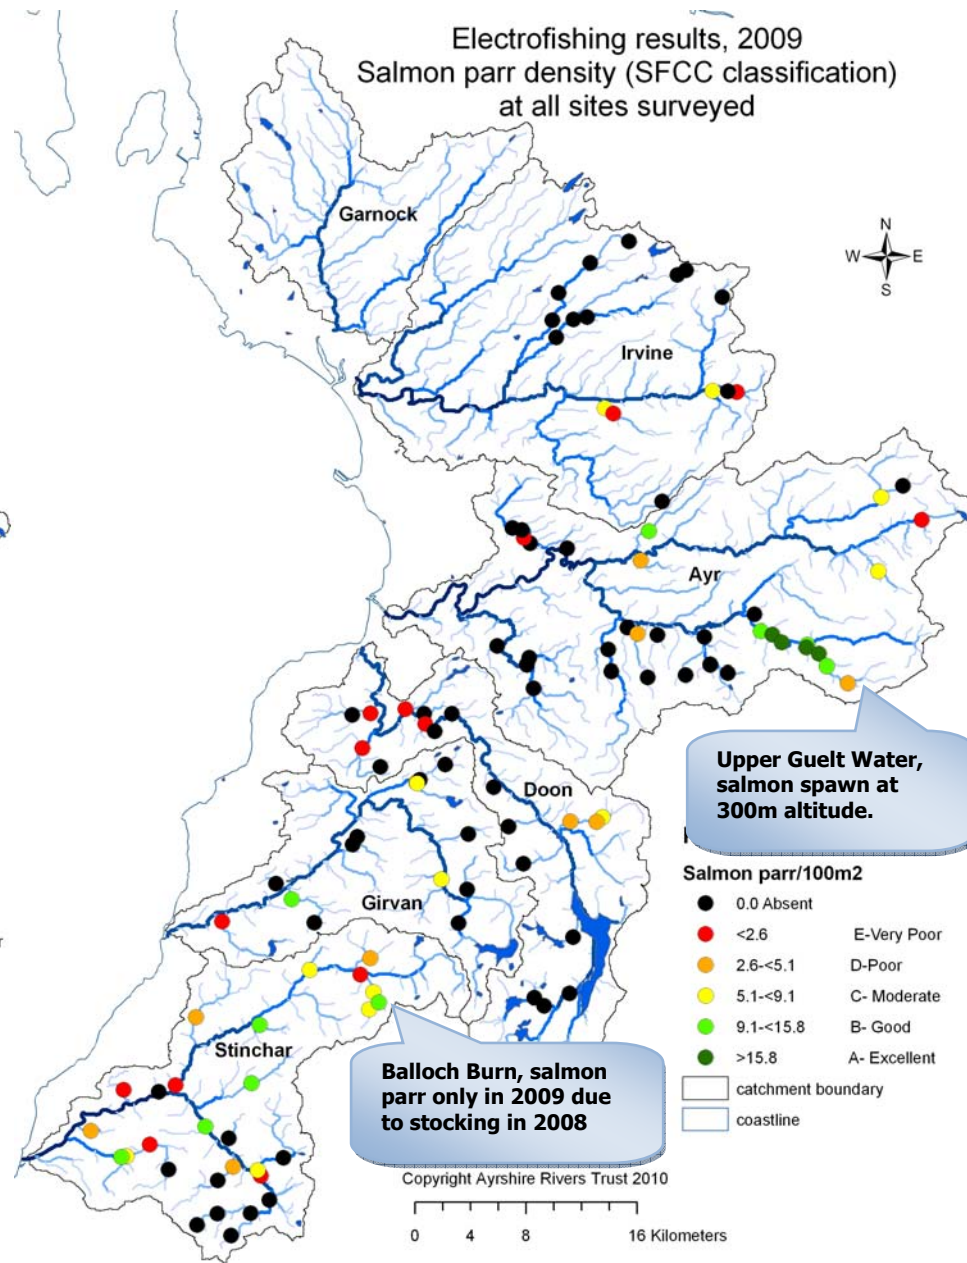 Electrofishing results, 2009
Salmon parr density (SFCC classification)
at all sites surveyed
Garnock
N
W E
S
Irvine
Ayr
Upper Guelt Water,
salmon spawn at
300m altitude.
Doon
Girvan
Stinchar
Balloch Burn, salmon
parr only in 2009 due
to stocking in 2008
Salmon parr/100m2
0.0 Absent
<2.6 E-Very Poor
2.6-<5.1 D-Poor
5.1-<9.1 C- Moderate
9.1-<15.8 B- Good
>15.8 A- Excellent
catchment boundary
coastline
Copyright Ayrshire Rivers Trust 2010
0 4 8 16 Kilometers